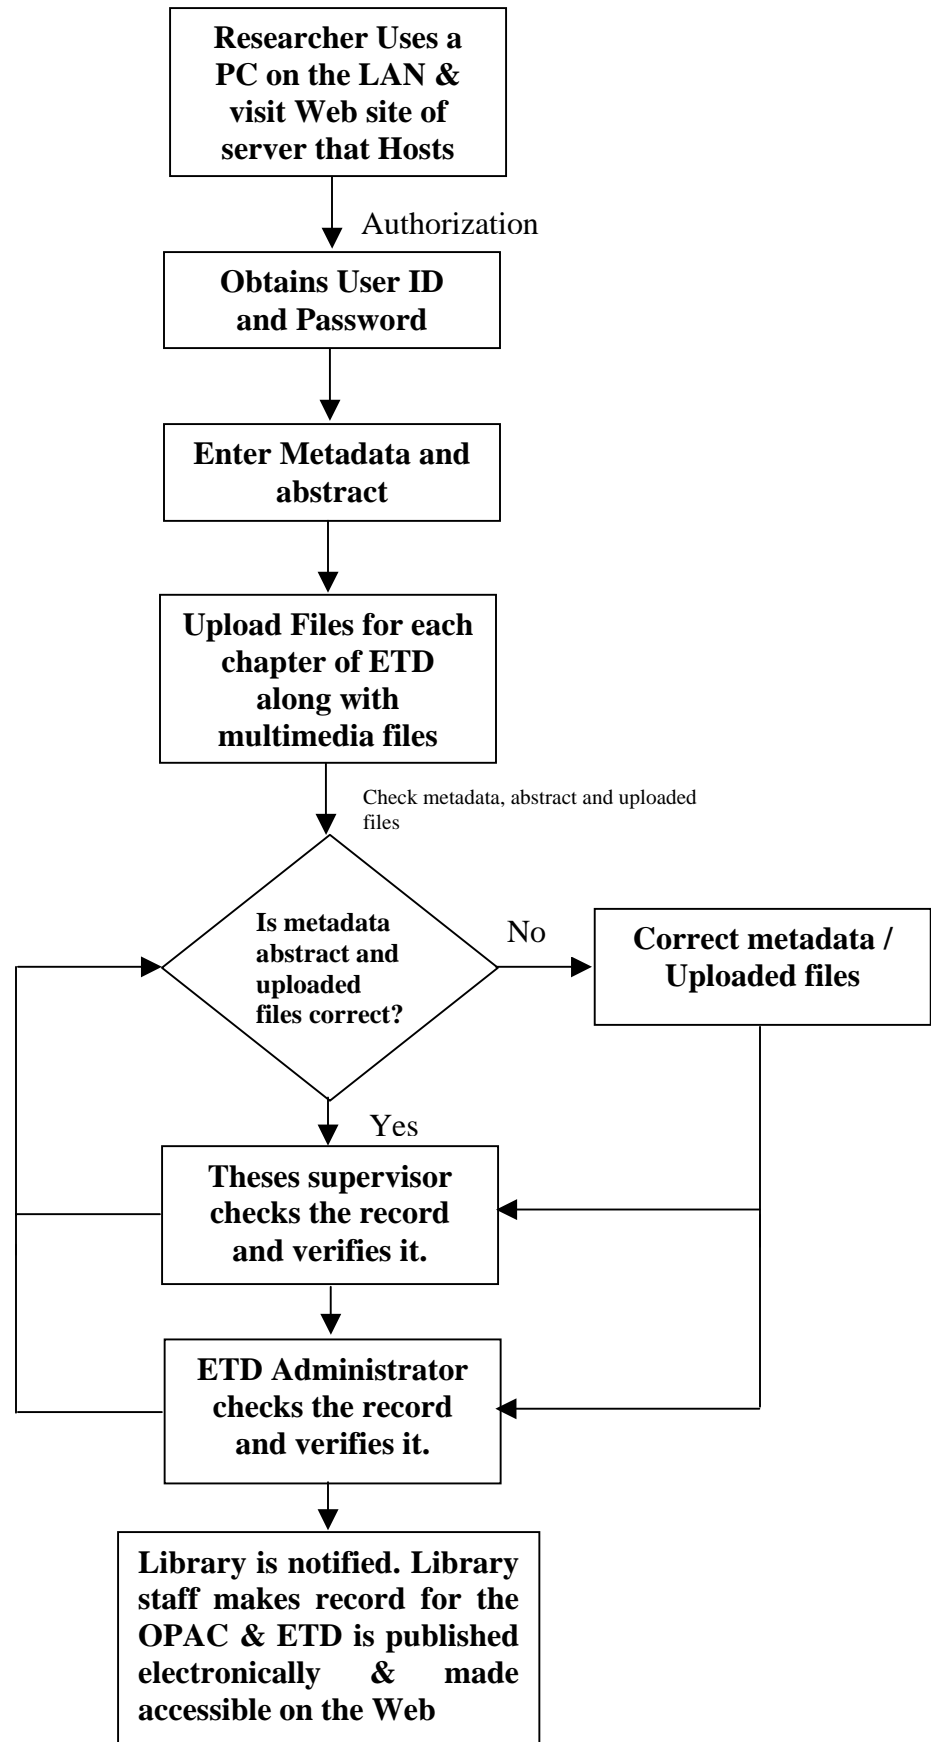 Researcher Uses a
PC on the LAN &
visit Web site of
server that Hosts
Authorization
Obtains User ID
and Password
Enter Metadata and
abstract
Upload Files for each
chapter of ETD
along with
multimedia files
Check metadata, abstract and uploaded
files
Is metadata
abstract and
uploaded
files correct?
No
Correct metadata /
Uploaded files
Yes
Theses supervisor
checks the record
and verifies it.
ETD Administrator
checks the record
and verifies it.
Library is notified. Library
staff makes record for the
OPAC & ETD is published
electronically & made
accessible on the Web